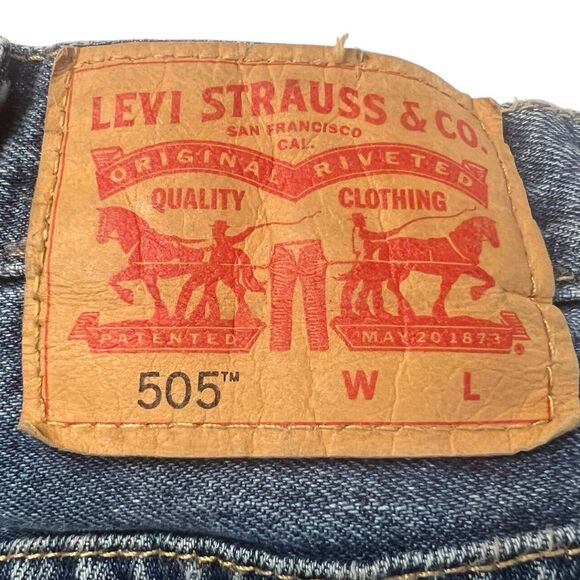 LEVI STRAUSS & CO.
SAN FRANCISCO
CAL.
ORIGINAL RIVETED
QUALITY CLOTHING
PATENTED MAY 20 1873
®
505™ W L